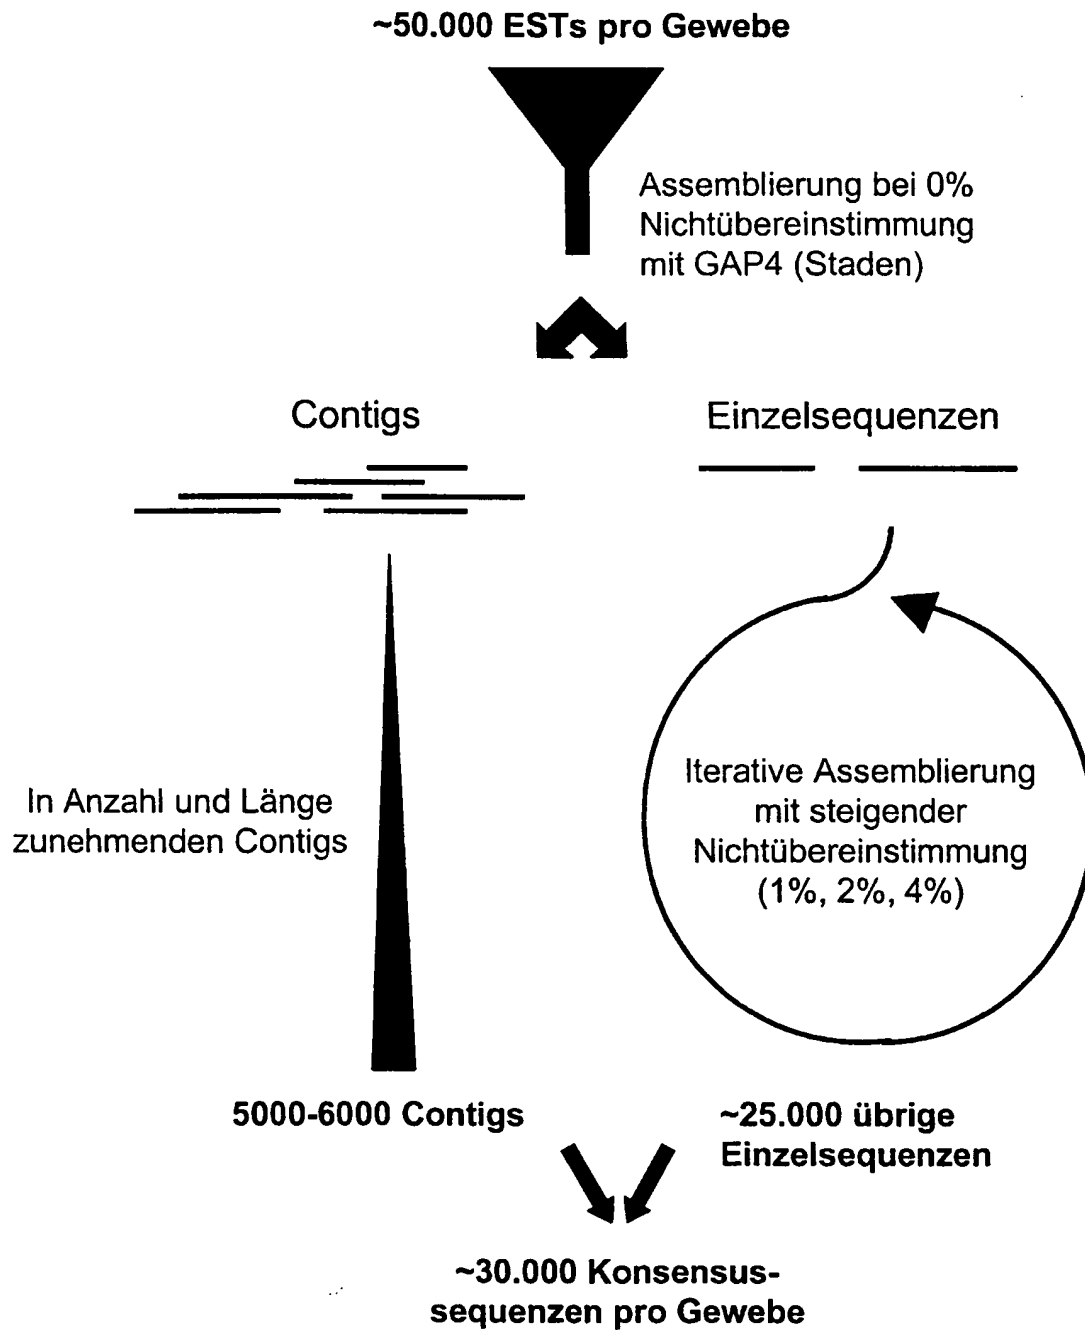 ~50.000 ESTs pro Gewebe
Assemblierung bei 0%
Nichtübereinstimmung
mit GAP4 (Staden)
Contigs
Einzelsequenzen
In Anzahl und Länge
zunehmenden Contigs
Iterative Assemblierung
mit steigender
Nichtübereinstimmung
(1%, 2%, 4%)
5000-6000 Contigs
~25.000 übrige
Einzelsequenzen
~30.000 Konsensus-
sequenzen pro Gewebe